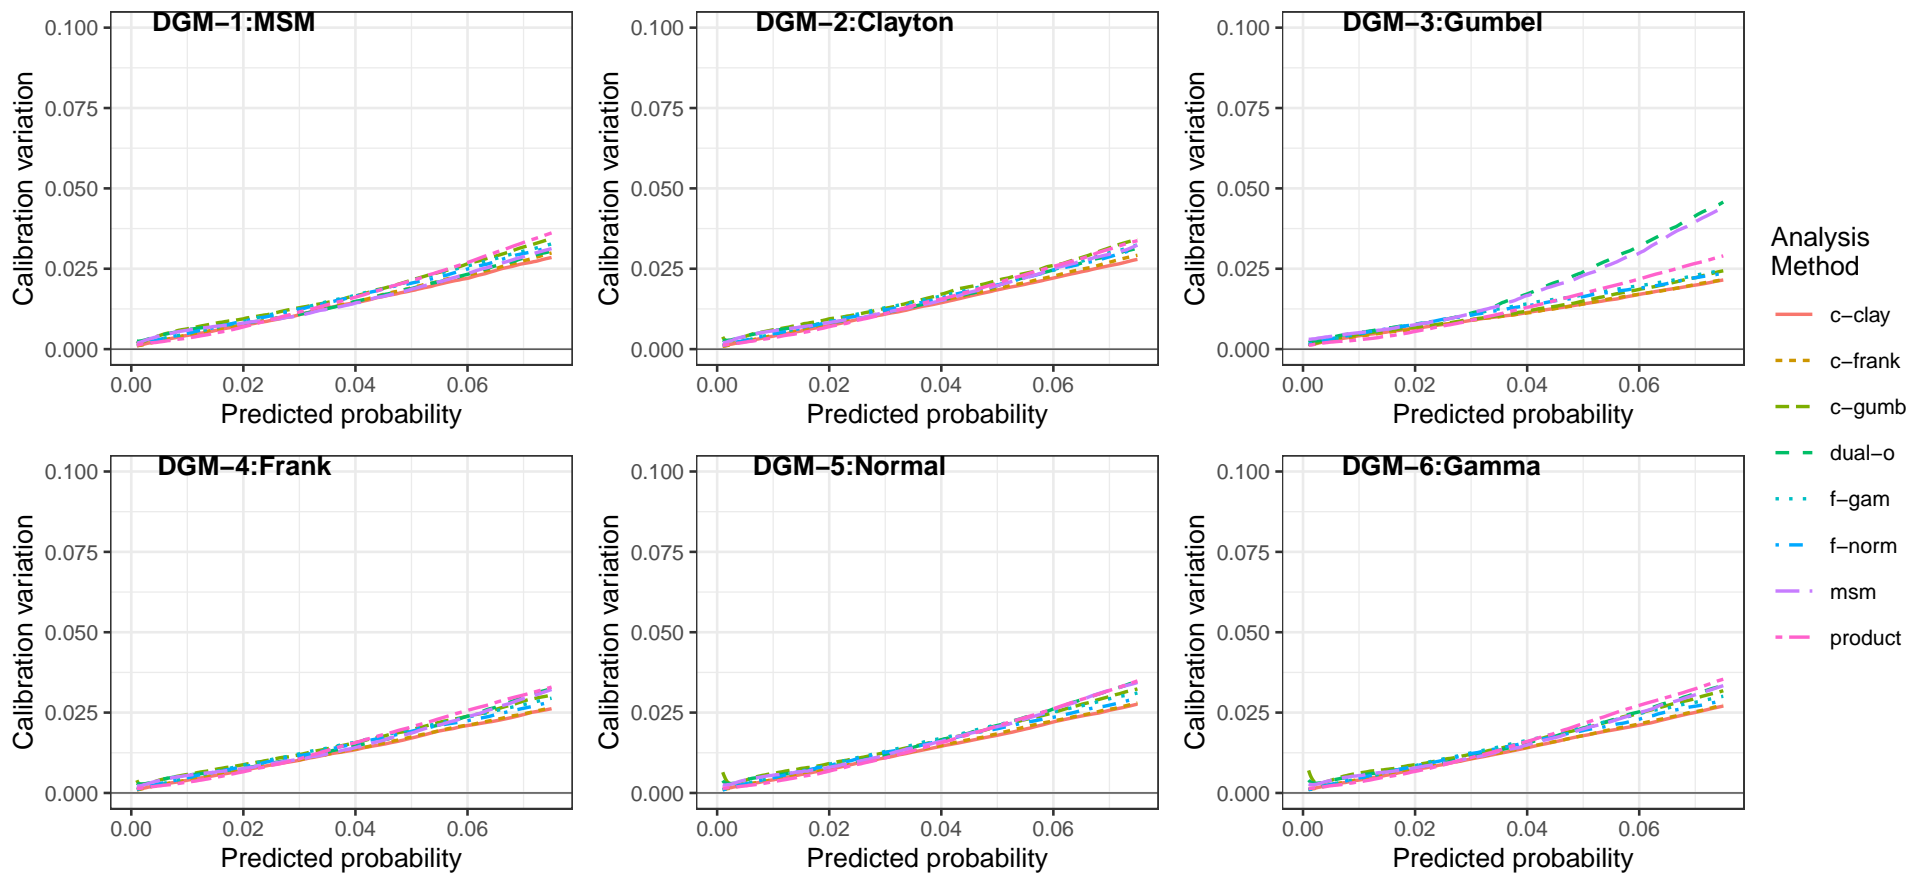 DGM−1:MSM
0.100
0.075
0.050
0.025
0.000
Calibration variation
0.00 0.02 0.04 0.06
Predicted probability
DGM−2:Clayton
0.100
0.075
0.050
0.025
0.000
Calibration variation
0.00 0.02 0.04 0.06
Predicted probability
DGM−3:Gumbel
0.100
0.075
0.050
0.025
0.000
Calibration variation
0.00 0.02 0.04 0.06
Predicted probability
DGM−4:Frank
0.100
0.075
0.050
0.025
0.000
Calibration variation
0.00 0.02 0.04 0.06
Predicted probability
DGM−5:Normal
0.100
0.075
0.050
0.025
0.000
Calibration variation
0.00 0.02 0.04 0.06
Predicted probability
DGM−6:Gamma
0.100
0.075
0.050
0.025
0.000
Calibration variation
0.00 0.02 0.04 0.06
Predicted probability
Analysis
Method
c−clay
c−frank
c−gumb
dual−o
f−gam
f−norm
msm
product